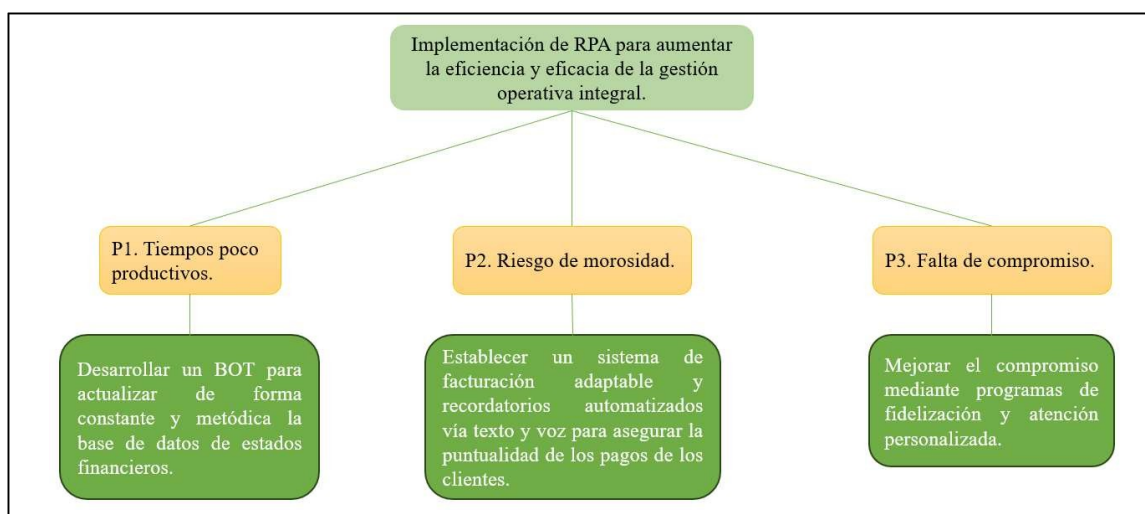 Implementación de RPA para aumentar
la eficiencia y eficacia de la gestión
operativa integral.
P1. Tiempos poco
productivos.
P2. Riesgo de morosidad.
P3. Falta de compromiso.
Desarrollar un BOT para
actualizar de forma
constante y metódica la
base de datos de estados
financieros.
Establecer un sistema de
facturación adaptable y
recordatorios automatizados
vía texto y voz para asegurar la
puntualidad de los pagos de los
clientes.
Mejorar el compromiso
mediante programas de
fidelización y atención
personalizada.